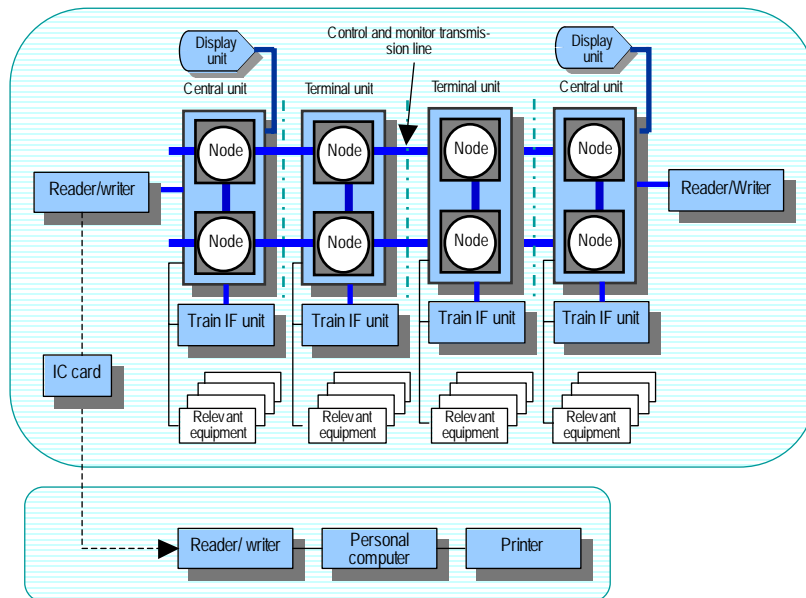 Display
unit
Control and monitor transmis-
sion line
Display
unit
Central unit
Terminal unit
Terminal unit
Central unit
Node
Node
Node
Node
Reader/writer
Reader/Writer
Node
Node
Node
Node
Train IF unit
Train IF unit
Train IF unit
Train IF unit
IC card
Relevant
equipment
Relevant
equipment
Relevant
equipment
Relevant
equipment
Reader/ writer
Personal
computer
Printer